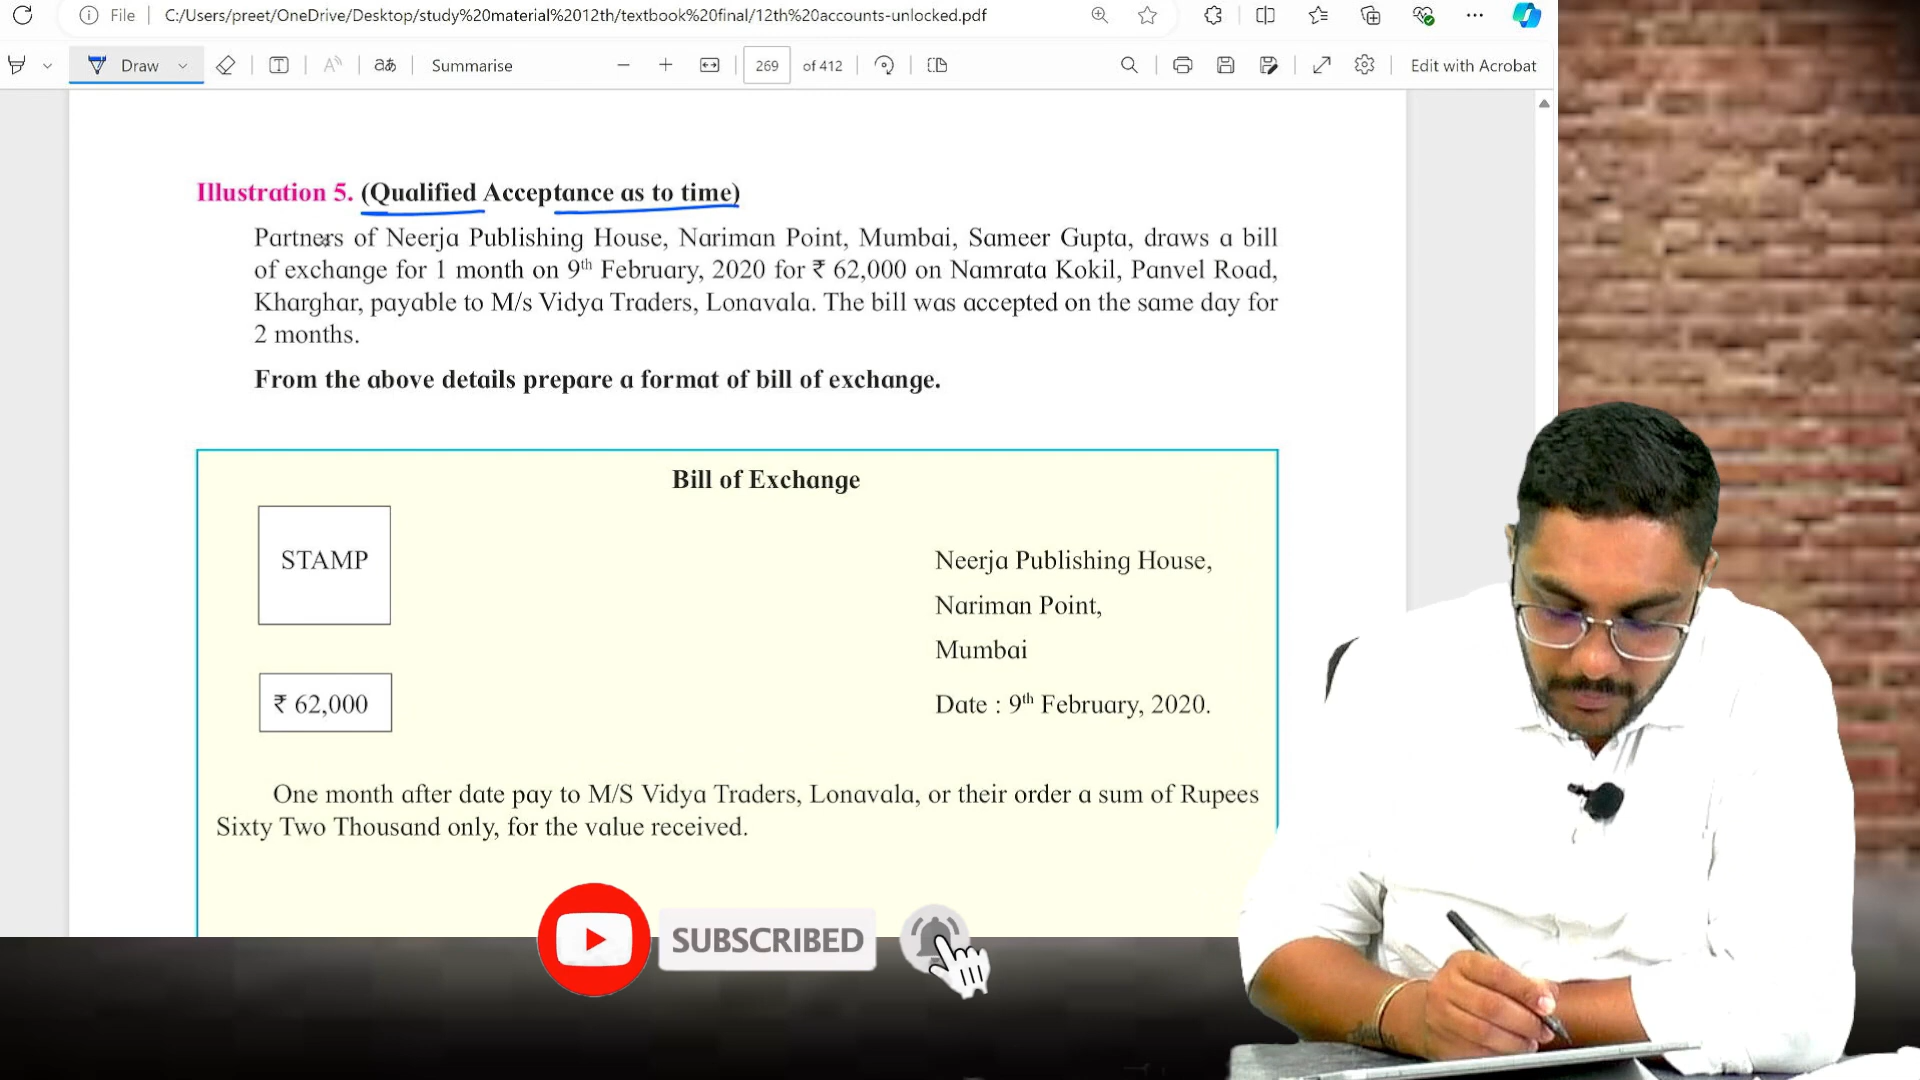 File
C:/Users/preet/OneDrive/Desktop/study%20material%2012th/textbook%20final/12th%20accounts-unlocked.pdf
Draw
T
A
aあ
Summarise
269 of 412
Edit with Acrobat
Illustration 5. (Qualified Acceptance as to time)
Partners of Neerja Publishing House, Nariman Point, Mumbai, Sameer Gupta, draws a bill
of exchange for 1 month on 9th February, 2020 for ₹ 62,000 on Namrata Kokil, Panvel Road,
Kharghar, payable to M/s Vidya Traders, Lonavala. The bill was accepted on the same day for
2 months.
From the above details prepare a format of bill of exchange.
Bill of Exchange
STAMP
Neerja Publishing House,
Nariman Point,
Mumbai
₹ 62,000
Date : 9th February, 2020.
One month after date pay to M/S Vidya Traders, Lonavala, or their order a sum of Rupees
Sixty Two Thousand only, for the value received.
SUBSCRIBED